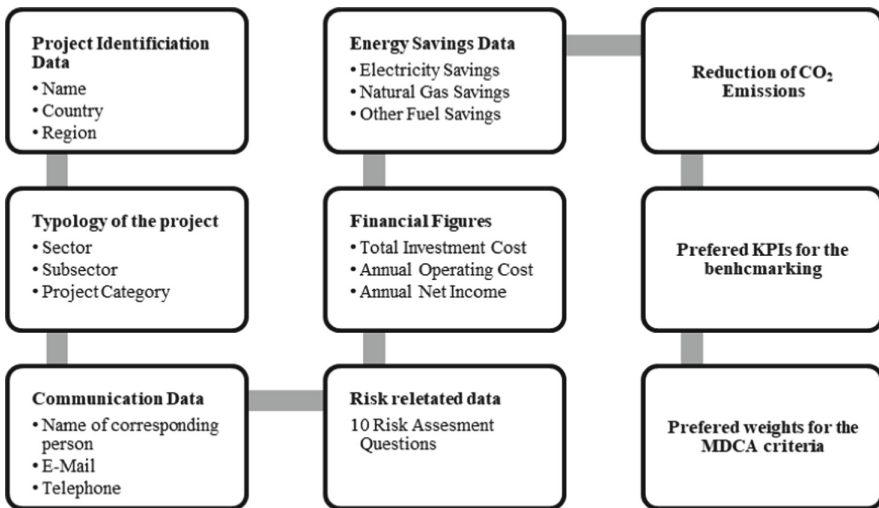 Project Identificiation
Data
• Name
• Country
• Region
Typology of the project
• Sector
• Subsector
• Project Category
Communication Data
• Name of corresponding
person
• E-Mail
• Telephone
Risk reletated data
10 Risk Assesment
Questions
Financial Figures
• Total Investment Cost
• Annual Operating Cost
• Annual Net Income
Energy Savings Data
• Electricity Savings
• Natural Gas Savings
• Other Fuel Savings
Reduction of CO₂
Emissions
Prefered KPIs for the
benhcmarking
Prefered weights for the
MDCA criteria